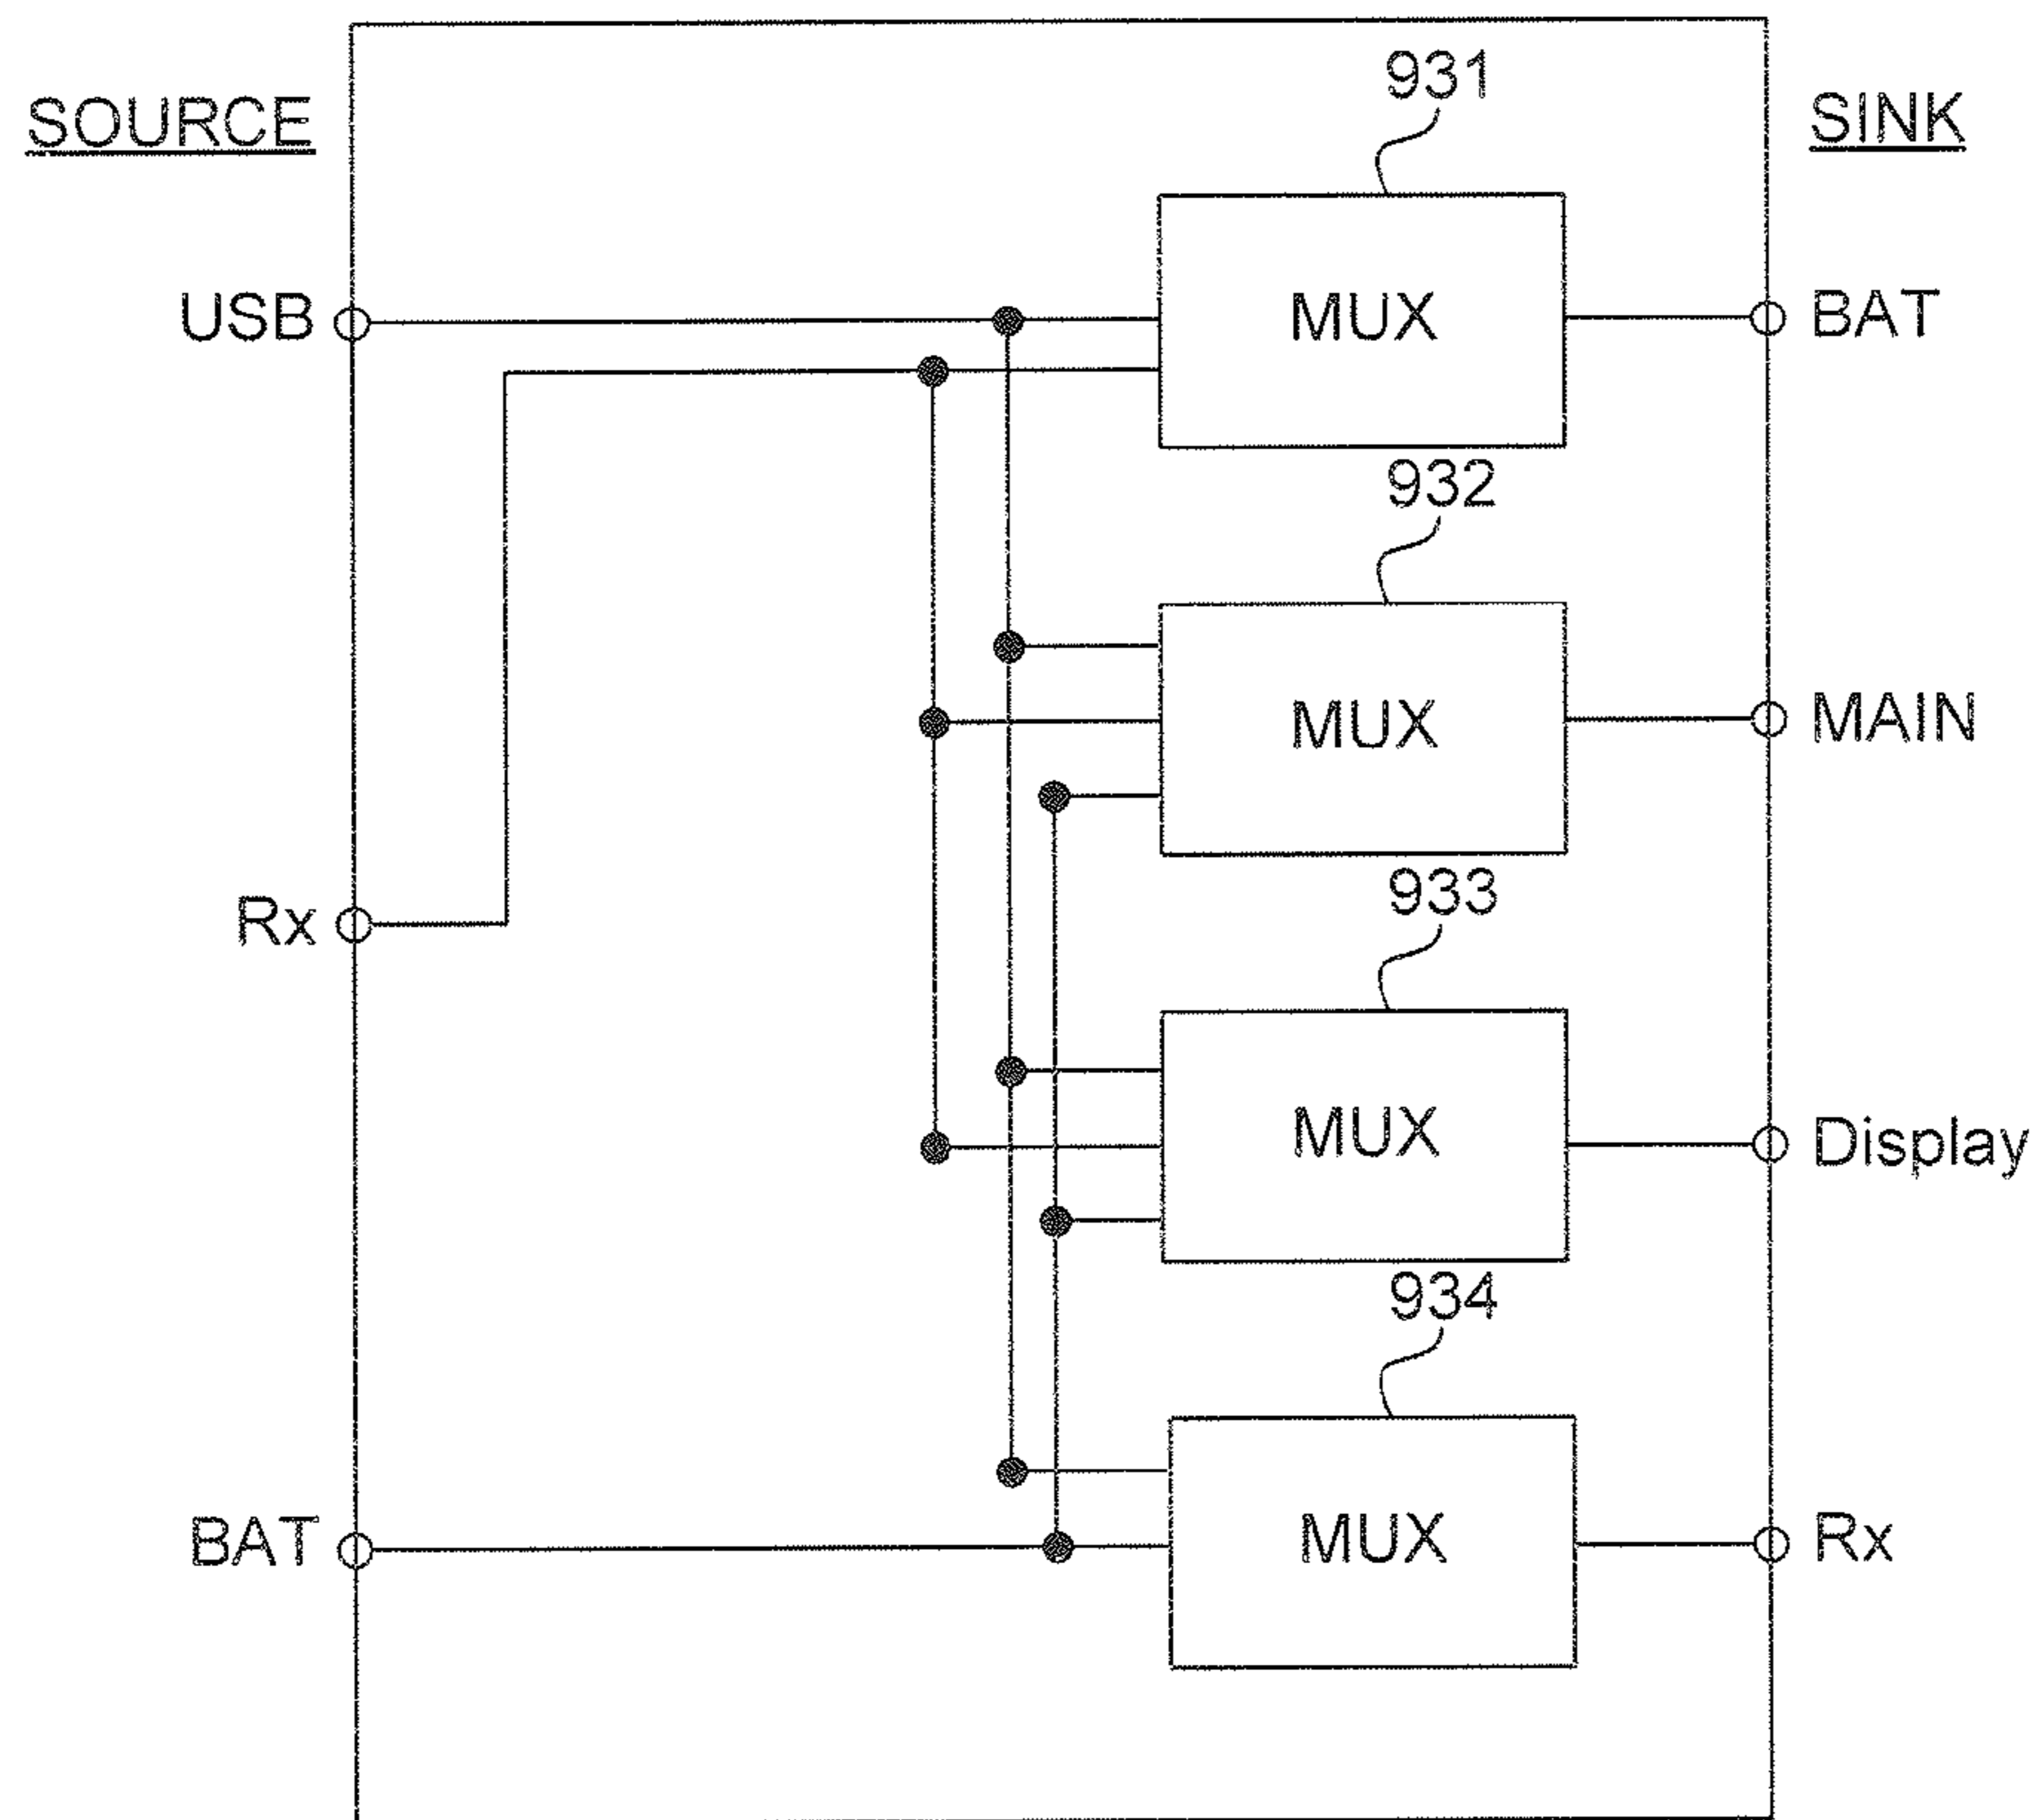 931
SOURCE
SINK
USB
MUX
BAT
932
MUX
MAIN
933
Rx
MUX
Display
934
BAT
MUX
Rx